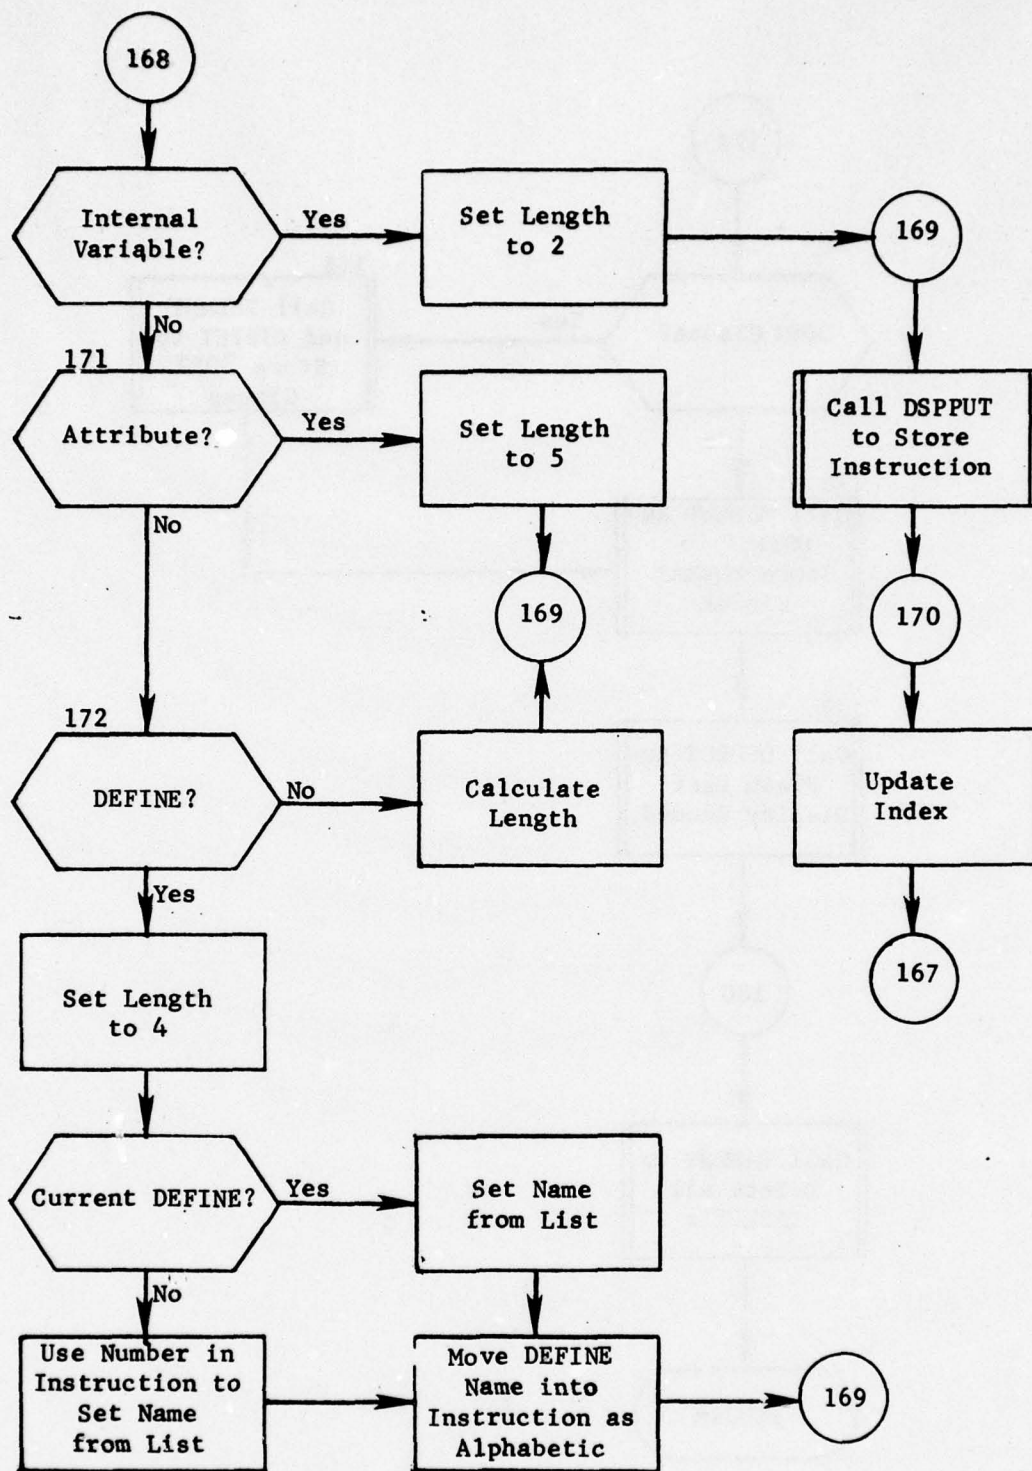 168
Internal
Variable?
Yes
Set Length
to 2
169
No
171
Attribute?
Yes
Set Length
to 5
Call DSPPUT
to Store
Instruction
No
169
170
172
DEFINE?
No
Calculate
Length
Update
Index
Yes
167
Set Length
to 4
Current DEFINE?
Yes
Set Name
from List
No
Use Number in
Instruction to
Set Name
from List
Move DEFINE
Name into
Instruction as
Alphabetic
169